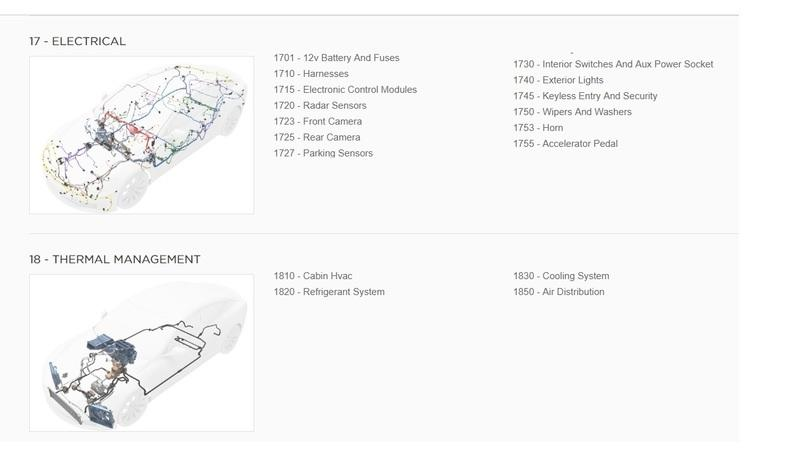 17 - ELECTRICAL
1701 - 12v Battery And Fuses
1710 - Harnesses
1715 - Electronic Control Modules
1720 - Radar Sensors
1723 - Front Camera
1725 - Rear Camera
1727 - Parking Sensors
1730 - Interior Switches And Aux Power Socket
1740 - Exterior Lights
1745 - Keyless Entry And Security
1750 - Wipers And Washers
1753 - Horn
1755 - Accelerator Pedal
18 - THERMAL MANAGEMENT
1810 - Cabin Hvac
1820 - Refrigerant System
1830 - Cooling System
1850 - Air Distribution